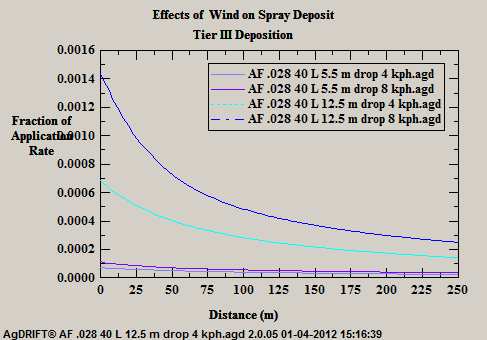 Effects of Wind on Spray Deposit
Tier III Deposition
0.0016
0.0014
0.0012
0.0010
0.0008
0.0006
0.0004
0.0002
0.0000
Fraction of
Application
Rate
AF .028 40 L 5.5 m drop 4 kph.agd
AF .028 40 L 5.5 m drop 8 kph.agd
AF .028 40 L 12.5 m drop 4 kph.agd
AF .028 40 L 12.5 m drop 8 kph.agd
0 25 50 75 100 125 150 175 200 225 250
Distance (m)
AgDRIFT® AF .028 40 L 12.5 m drop 4 kph.agd 2.0.05 01-04-2012 15:16:39